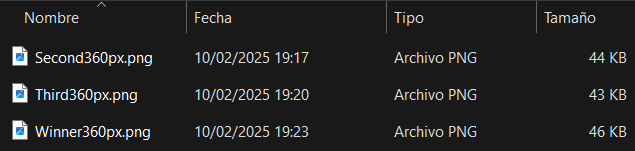 Nombre Fecha Tipo Tamaño
Second360px.png 10/02/2025 19:17 Archivo PNG 44 KB
Third360px.png 10/02/2025 19:20 Archivo PNG 43 KB
Winner360px.png 10/02/2025 19:23 Archivo PNG 46 KB